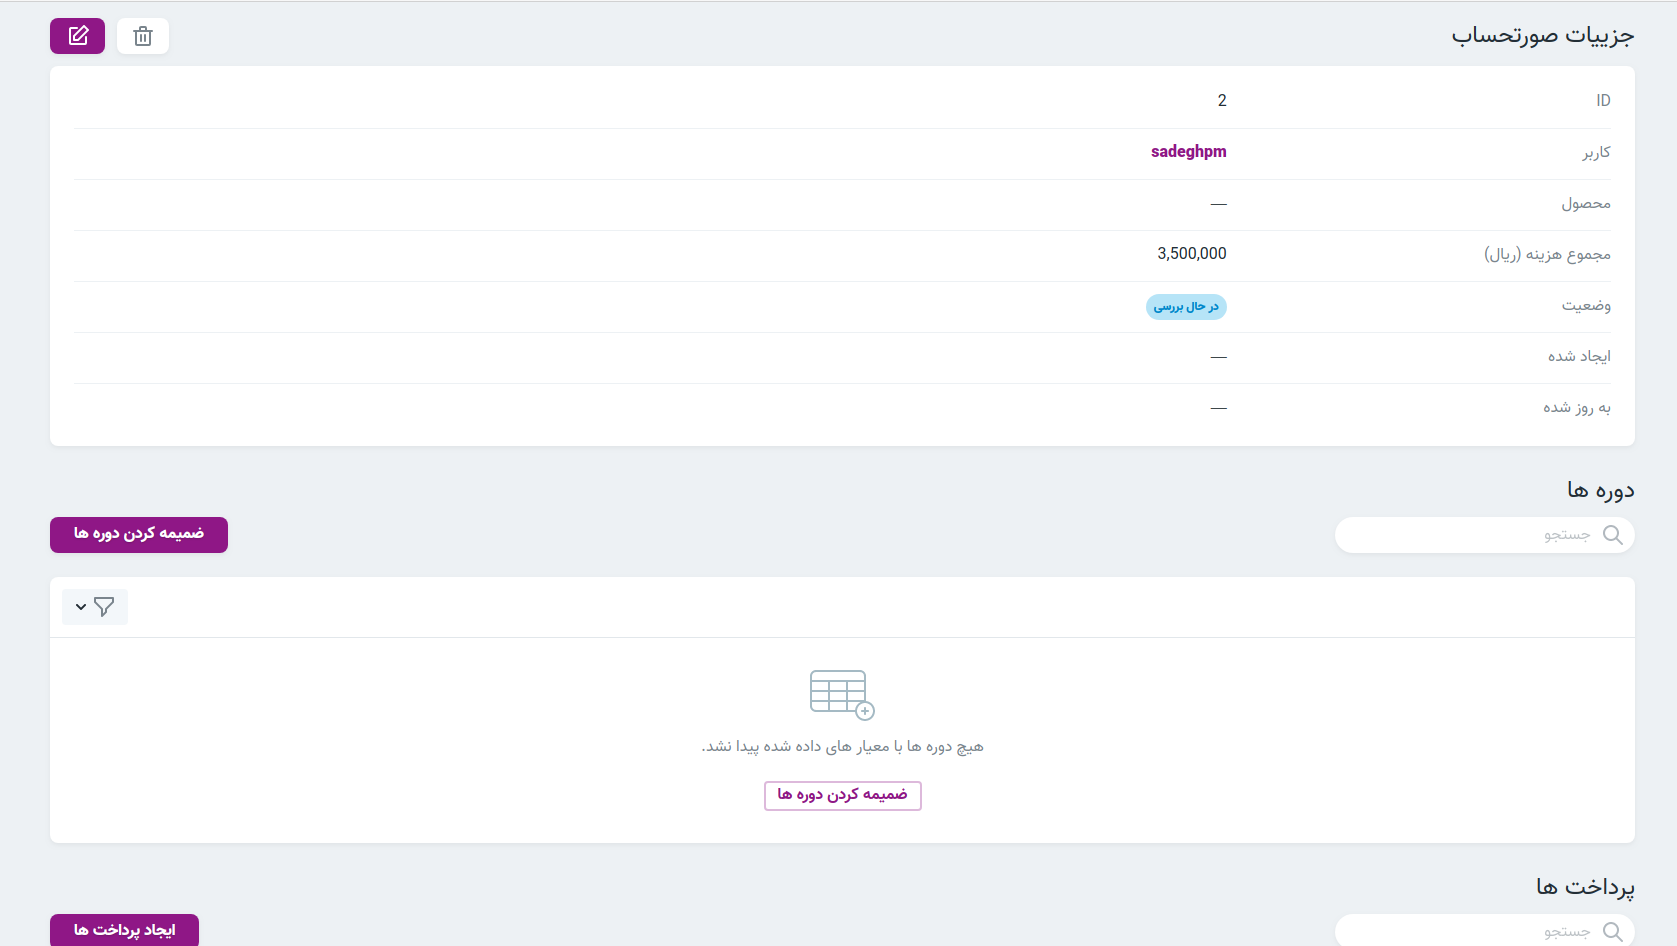 جزییات صورتحساب
ID
2
کاربر
sadeghpm
محصول
—
مجموع هزینه (ریال)
3,500,000
وضعیت
در حال بررسی
ایجاد شده
—
به روز شده
—
دوره ها
جستجو
ضمیمه کردن دوره ها
هیچ دوره ها با معیار های داده شده پیدا نشد.
ضمیمه کردن دوره ها
پرداخت ها
جستجو
ایجاد پرداخت ها